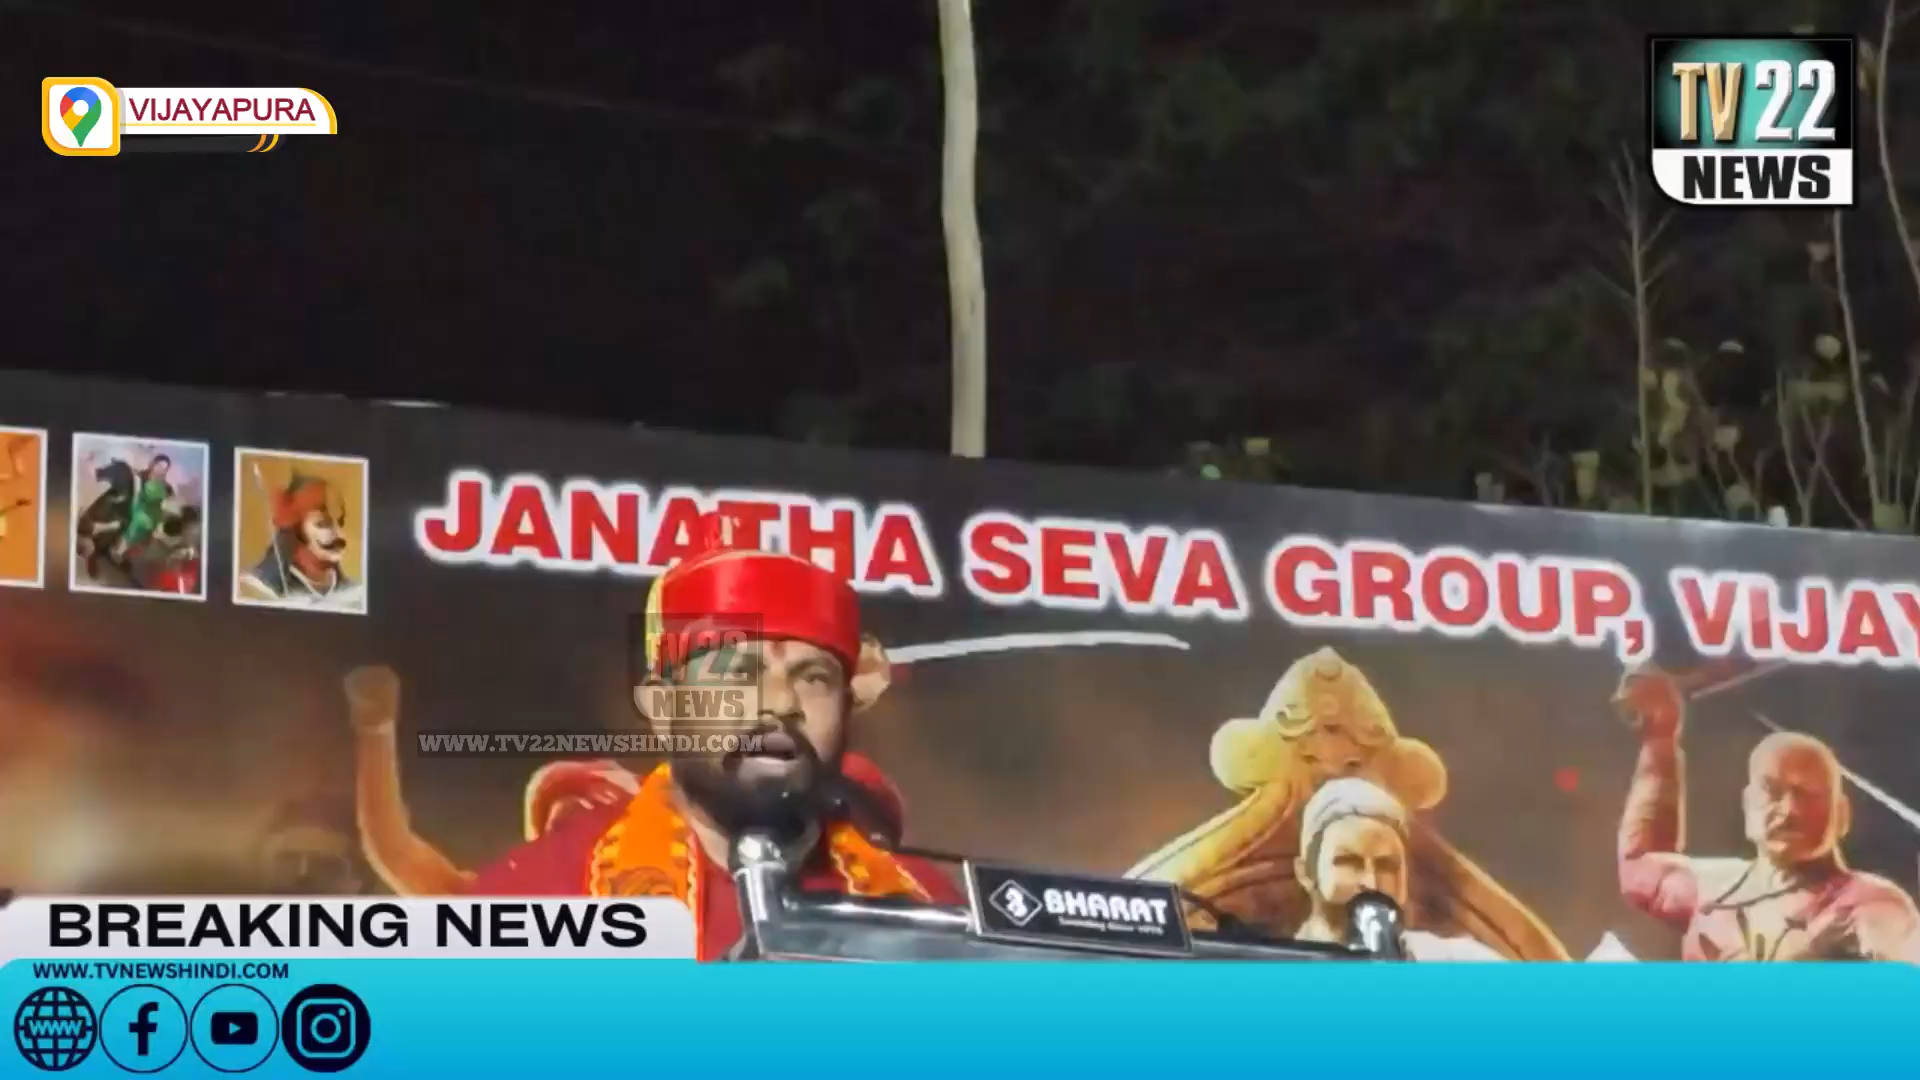 VIJAYAPURA
TV 22
NEWS
JANATHA SEVA GROUP, VIJAY
TV 22
NEWS
WWW.TV22NEWSHINDI.COM
BHARAT
BREAKING NEWS
WWW.TVNEWSHINDI.COM
WWW